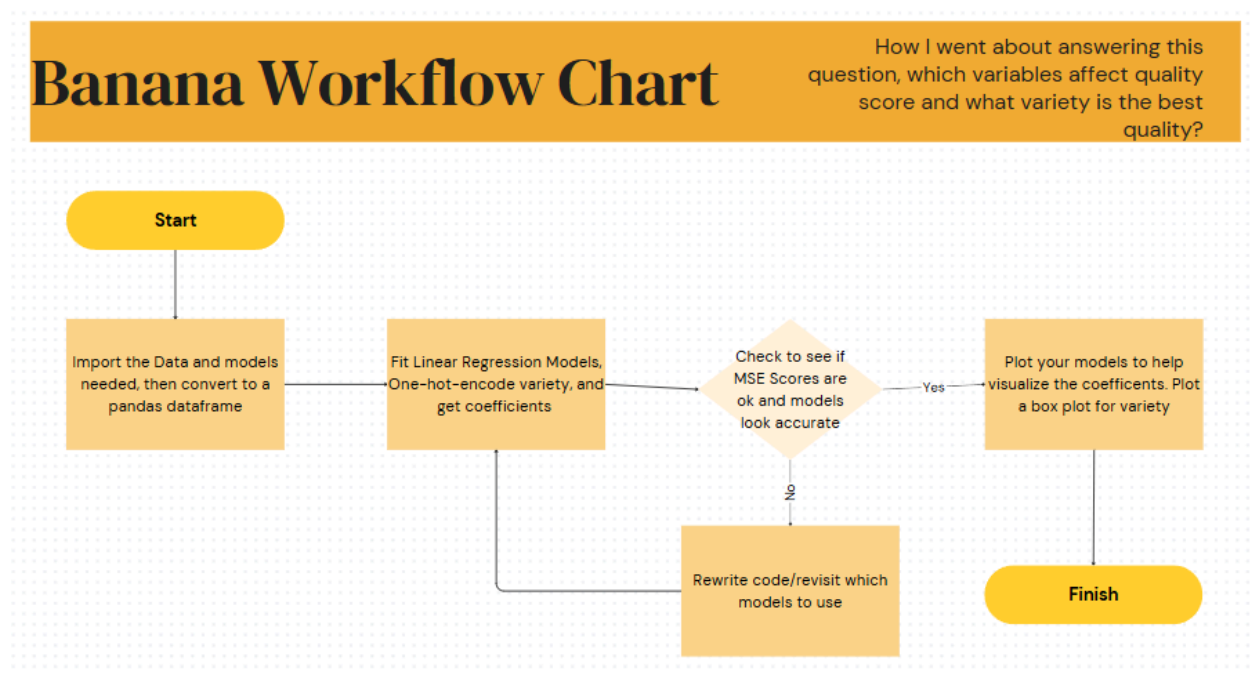 Banana Workflow Chart
How I went about answering this
question, which variables affect quality
score and what variety is the best
quality?
Start
Import the Data and models
needed, then convert to a
pandas dataframe
Fit Linear Regression Models,
One-hot-encode variety, and
get coefficients
Check to see if
MSE Scores are
ok and models
look accurate
Yes
Plot your models to help
visualize the coefficents. Plot
a box plot for variety
No
Rewrite code/revisit which
models to use
Finish